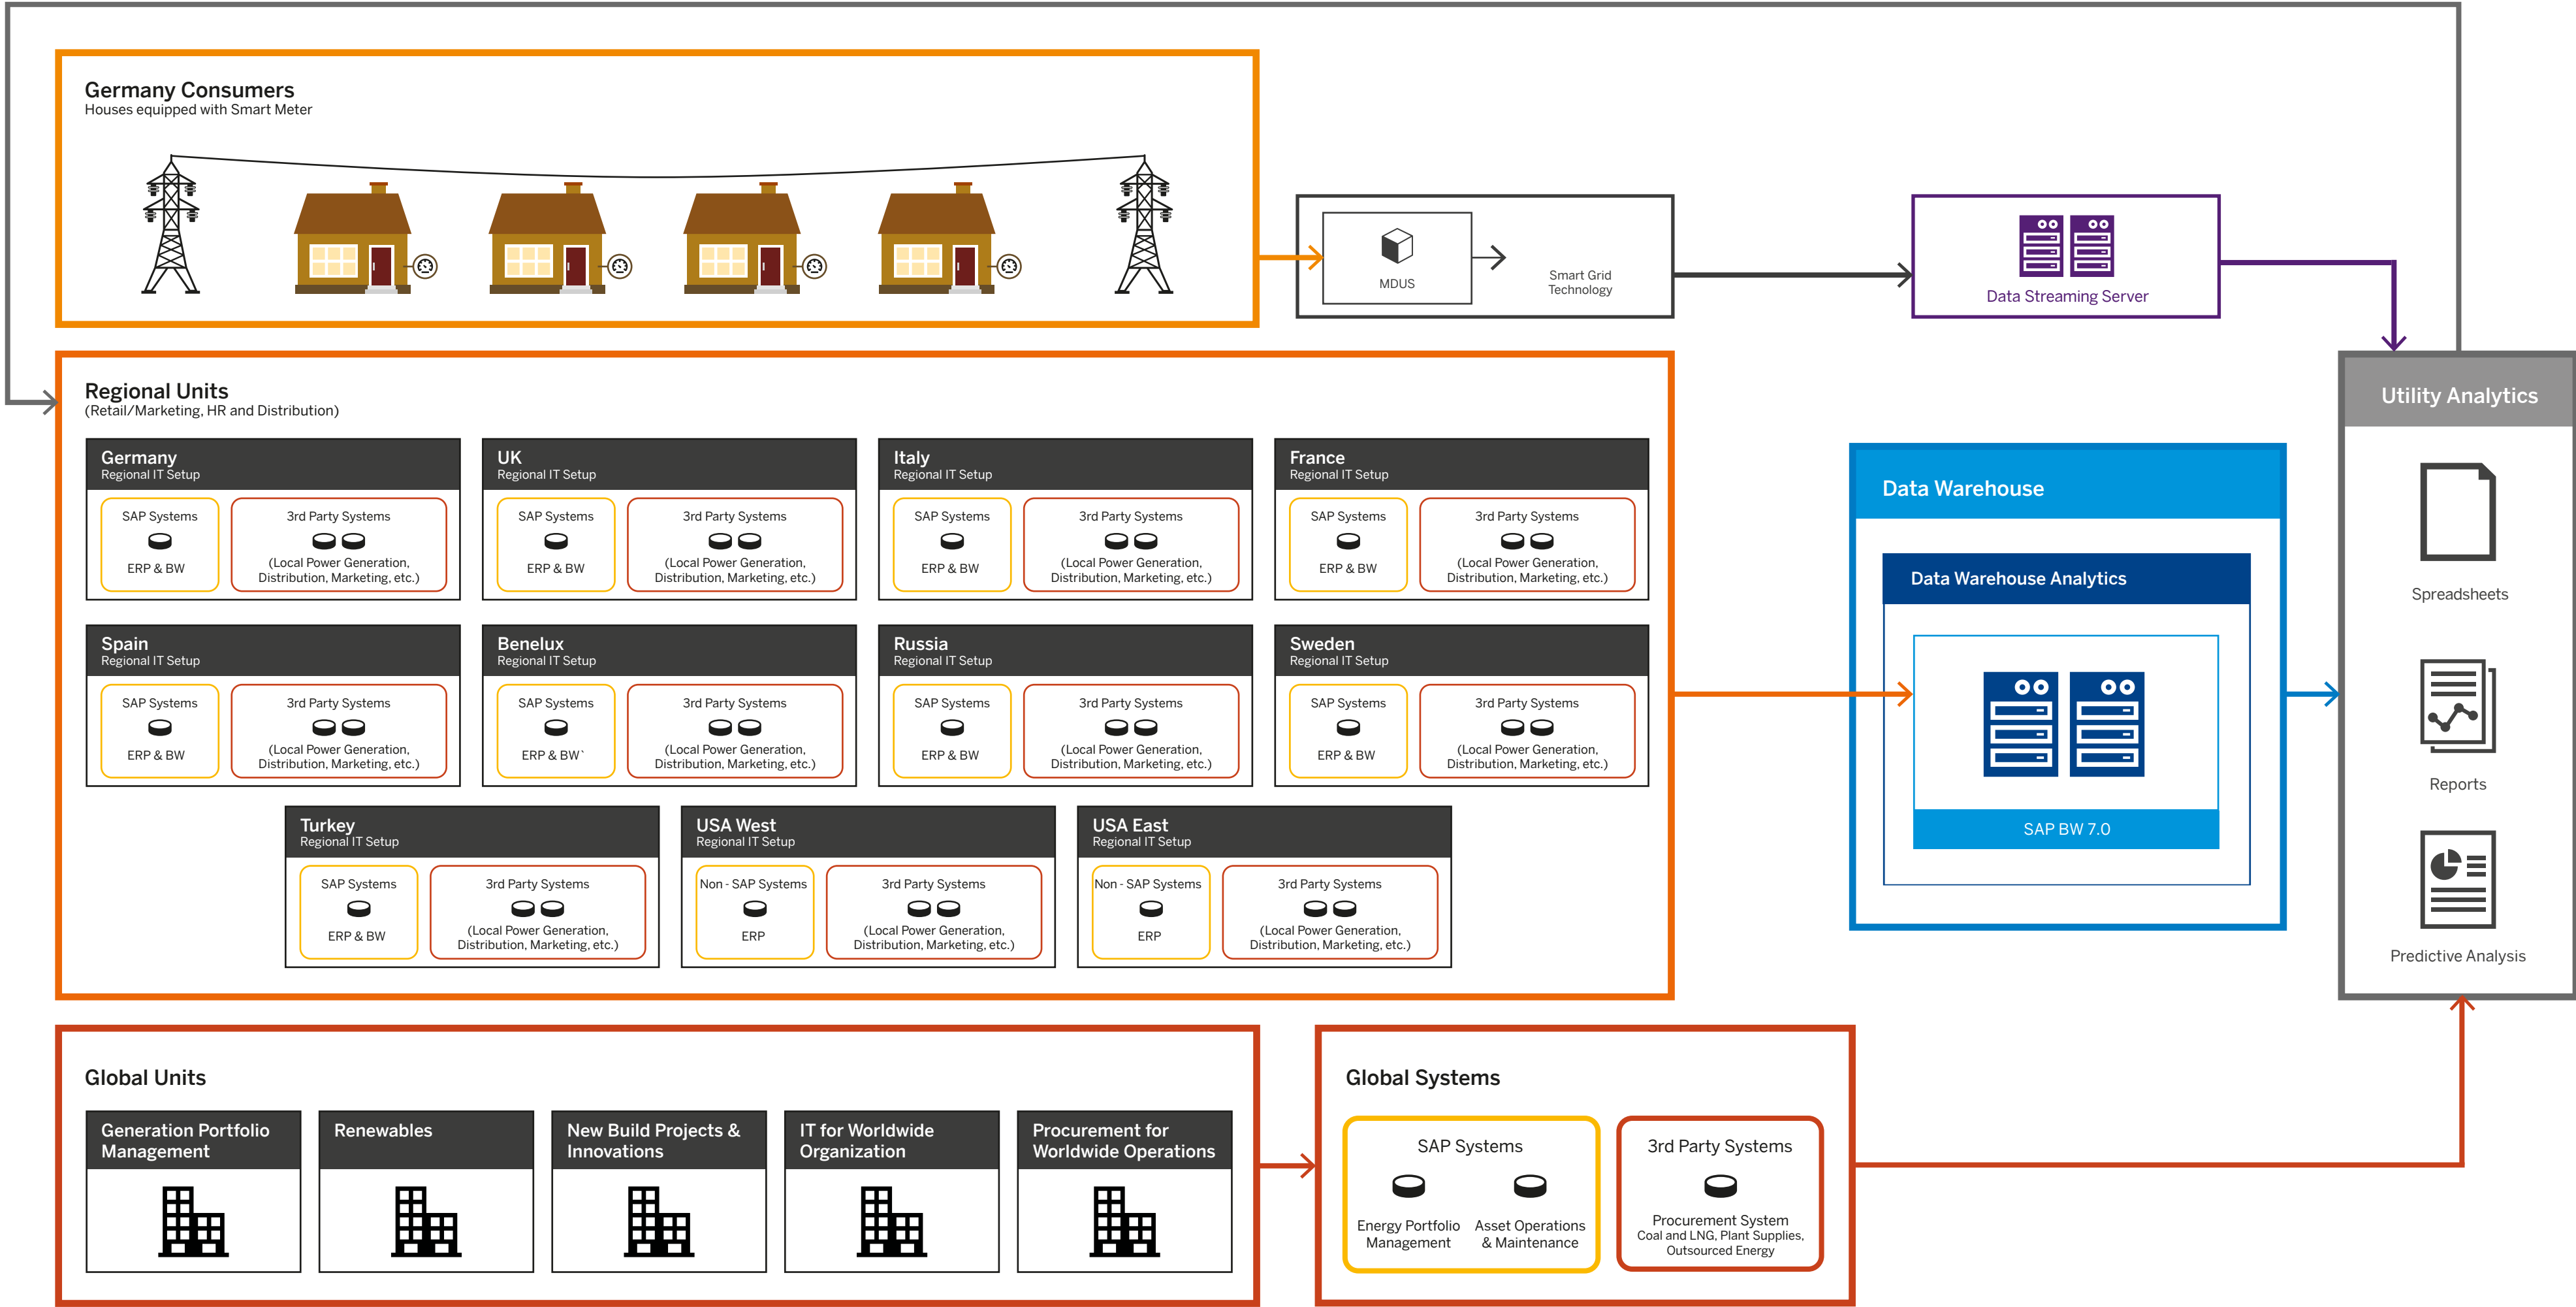 Germany Consumers
Houses equipped with Smart Meter
MDUS
Smart Grid
Technology
Data Streaming Server
Regional Units
(Retail/Marketing, HR and Distribution)
Germany
Regional IT Setup
SAP Systems
ERP & BW
3rd Party Systems
(Local Power Generation,
Distribution, Marketing, etc.)
UK
Regional IT Setup
SAP Systems
ERP & BW
3rd Party Systems
(Local Power Generation,
Distribution, Marketing, etc.)
Italy
Regional IT Setup
SAP Systems
ERP & BW
3rd Party Systems
(Local Power Generation,
Distribution, Marketing, etc.)
France
Regional IT Setup
SAP Systems
ERP & BW
3rd Party Systems
(Local Power Generation,
Distribution, Marketing, etc.)
Spain
Regional IT Setup
SAP Systems
ERP & BW
3rd Party Systems
(Local Power Generation,
Distribution, Marketing, etc.)
Benelux
Regional IT Setup
SAP Systems
ERP & BW`
3rd Party Systems
(Local Power Generation,
Distribution, Marketing, etc.)
Russia
Regional IT Setup
SAP Systems
ERP & BW
3rd Party Systems
(Local Power Generation,
Distribution, Marketing, etc.)
Sweden
Regional IT Setup
SAP Systems
ERP & BW
3rd Party Systems
(Local Power Generation,
Distribution, Marketing, etc.)
Turkey
Regional IT Setup
SAP Systems
ERP & BW
3rd Party Systems
(Local Power Generation,
Distribution, Marketing, etc.)
USA West
Regional IT Setup
Non - SAP Systems
ERP
3rd Party Systems
(Local Power Generation,
Distribution, Marketing, etc.)
USA East
Regional IT Setup
Non - SAP Systems
ERP
3rd Party Systems
(Local Power Generation,
Distribution, Marketing, etc.)
Data Warehouse
Data Warehouse Analytics
SAP BW 7.0
Utility Analytics
Spreadsheets
Reports
Predictive Analysis
Global Units
Generation Portfolio
Management
Renewables
New Build Projects &
Innovations
IT for Worldwide
Organization
Procurement for
Worldwide Operations
Global Systems
SAP Systems
Energy Portfolio
Management
Asset Operations
& Maintenance
3rd Party Systems
Procurement System
Coal and LNG, Plant Supplies,
Outsourced Energy